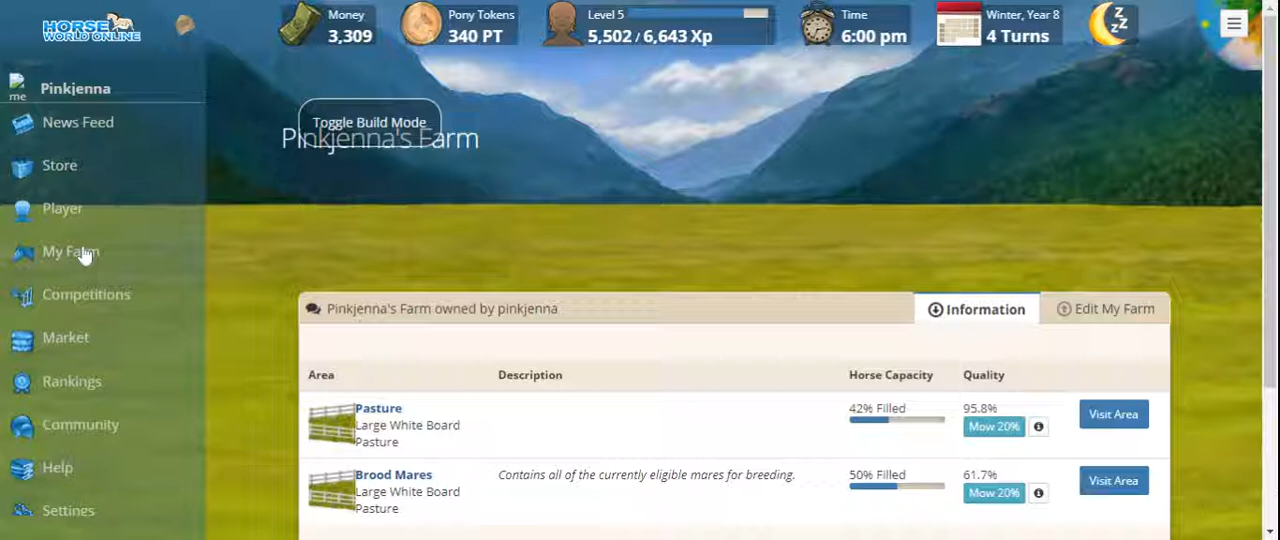 HORSE
WORLD ONLINE
Money
3,309
Pony Tokens
340 PT
Level 5
5,502 / 6,643 Xp
Time
6:00 pm
Winter, Year 8
4 Turns
Z Z Z
me
Pinkjenna
News Feed
Store
Player
My Farm
Competitions
Market
Rankings
Community
Help
Settings
Toggle Build Mode
Pinkjenna's Farm
Pinkjenna's Farm owned by pinkjenna
Information
Edit My Farm
Area Description Horse Capacity Quality
Pasture
Large White Board
Pasture
42% Filled
95.8%
Mow 20%
Visit Area
Brood Mares
Large White Board
Pasture
Contains all of the currently eligible mares for breeding.
50% Filled
61.7%
Mow 20%
Visit Area